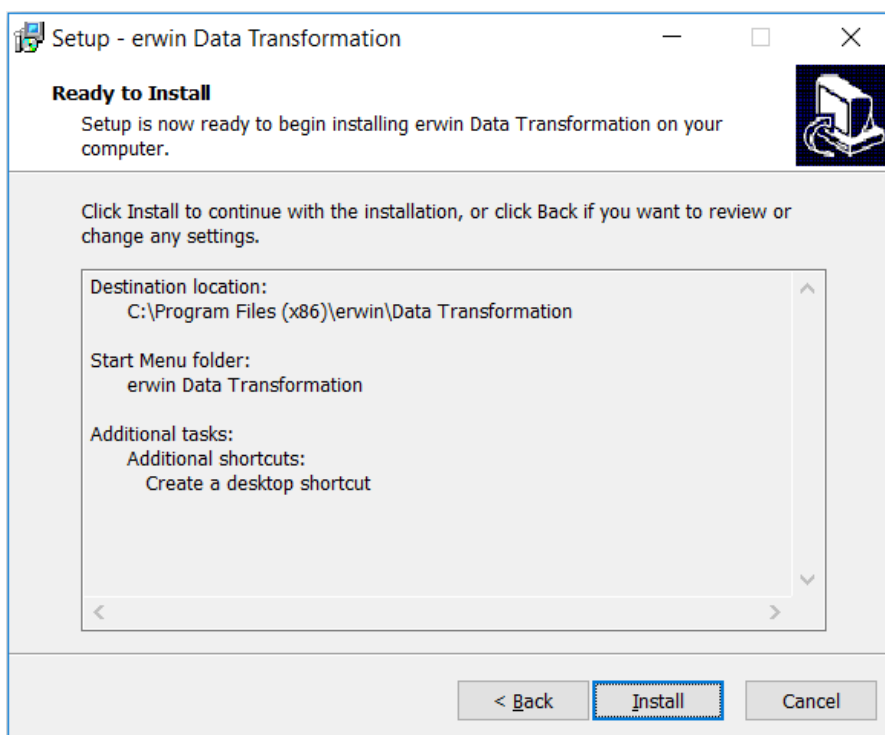 Setup - erwin Data Transformation
Ready to Install
Setup is now ready to begin installing erwin Data Transformation on your
computer.
Click Install to continue with the installation, or click Back if you want to review or
change any settings.
Destination location:
C:\Program Files (x86)\erwin\Data Transformation
Start Menu folder:
erwin Data Transformation
Additional tasks:
Additional shortcuts:
Create a desktop shortcut
< Back Install Cancel